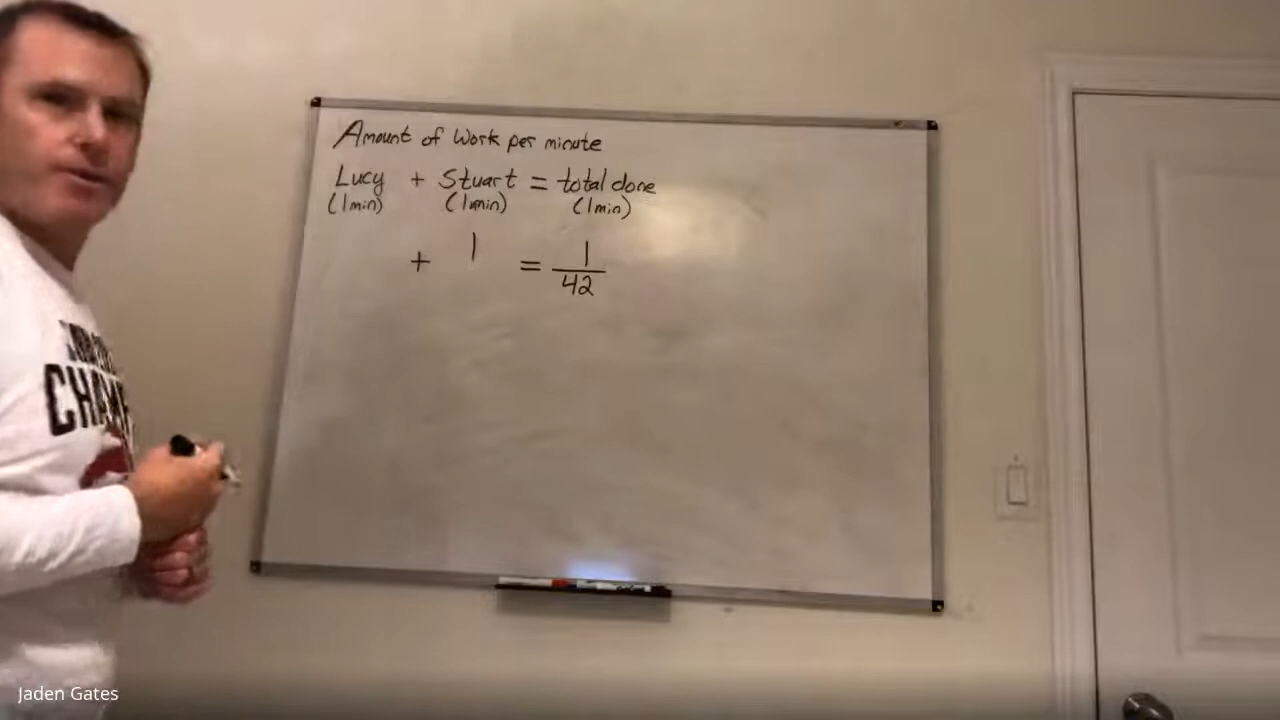 Amount of Work per minute
Lucy + Stuart = total done
(1min) (1min) (1min)
+ 1 = 1
42
Jaden Gates